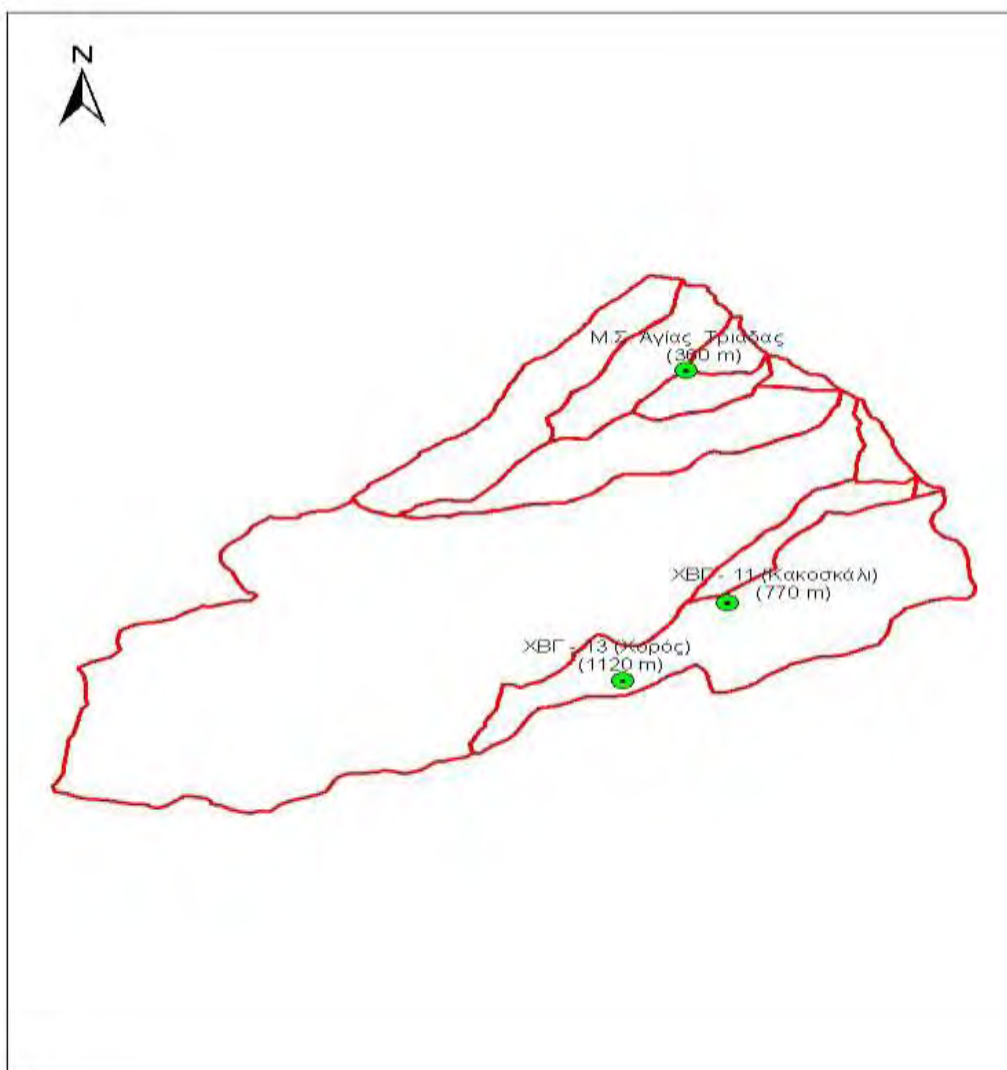 N
Μ.Σ. Αγίας Τριάδας
(360 m)
ΧΒΓ - 11 (Κακοσκάλι)
(770 m)
ΧΒΓ - 13 (Χορός)
(1120 m)